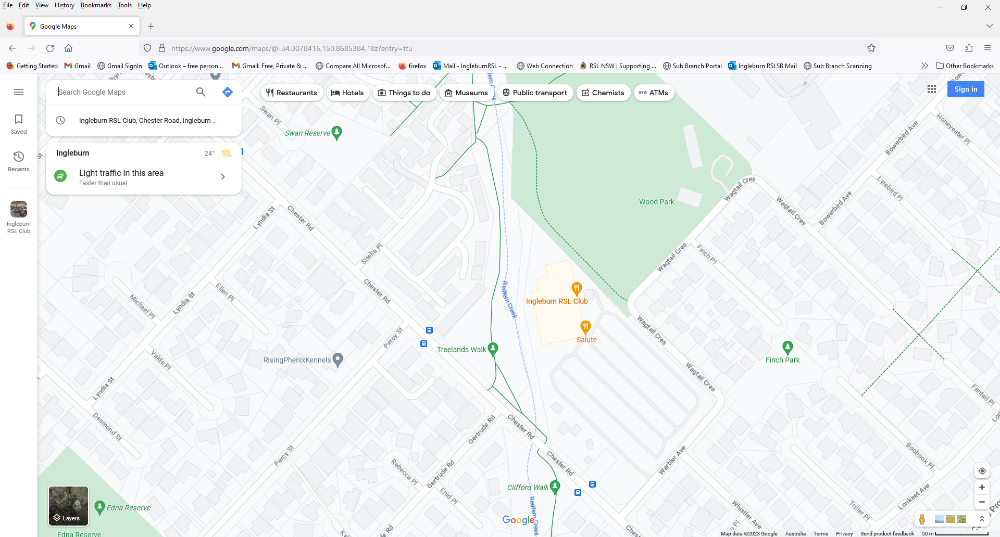 File Edit View History Bookmarks Tools Help
Google Maps
https://www.google.com/maps/@-34.0078416,150.8685384,18z?entry=ttu
Getting Started Gmail Gmail SignIn Outlook – free person... Gmail: Free, Private & ... Compare All Microsof... firefox Mail - IngleburnRSL - ... Web Connection RSL NSW | Supporting ... Sub Branch Portal Ingleburn RSLSB Mail Sub Branch Scanning Other Bookmarks
Search Google Maps
Restaurants Hotels Things to do Museums Public transport Chemists ATMs
Sign in
Ingleburn RSL Club, Chester Road, Ingleburn ...
Saved
Ingleburn 24°
Light traffic in this area
Faster than usual
Recents
Ingleburn
RSL Club
Swan Pl
Swan Reserve
Honeyeater Pl
Bowerbird Ave
Lyrebird Pl
Wagtail Cres
Wagtail Cres
Bowerbird Ave
Wood Park
Lyndia St
Chester Rd
Sitella Pl
Wagtail Cres
Finch Pl
Chester Rd
Ellen Pl
Lyndia St
Michael Pl
Redfern Creek
Ingleburn RSL Club
Wagtail Cres
Salute
Percy St
Treelands Walk
RisingPhenixKennels
Finch Park
Valda Pl
Lyndia St
Wagtail Cres
Fantail Pl
Desmond St
Gertrude Rd
Chester Rd
Percy St
Rebecca Pl
Gertrude Rd
Chester Rd
Warbler Ave
Boobook Pl
Clifford Walk
Enid Pl
Redfern Creek
Lorikeet Ave
Whistler Ave
Triller Pl
Edna Reserve
Layers
Edna Reserve
Google
Map data ©2023 Google Australia Terms Privacy Send product feedback 50 m